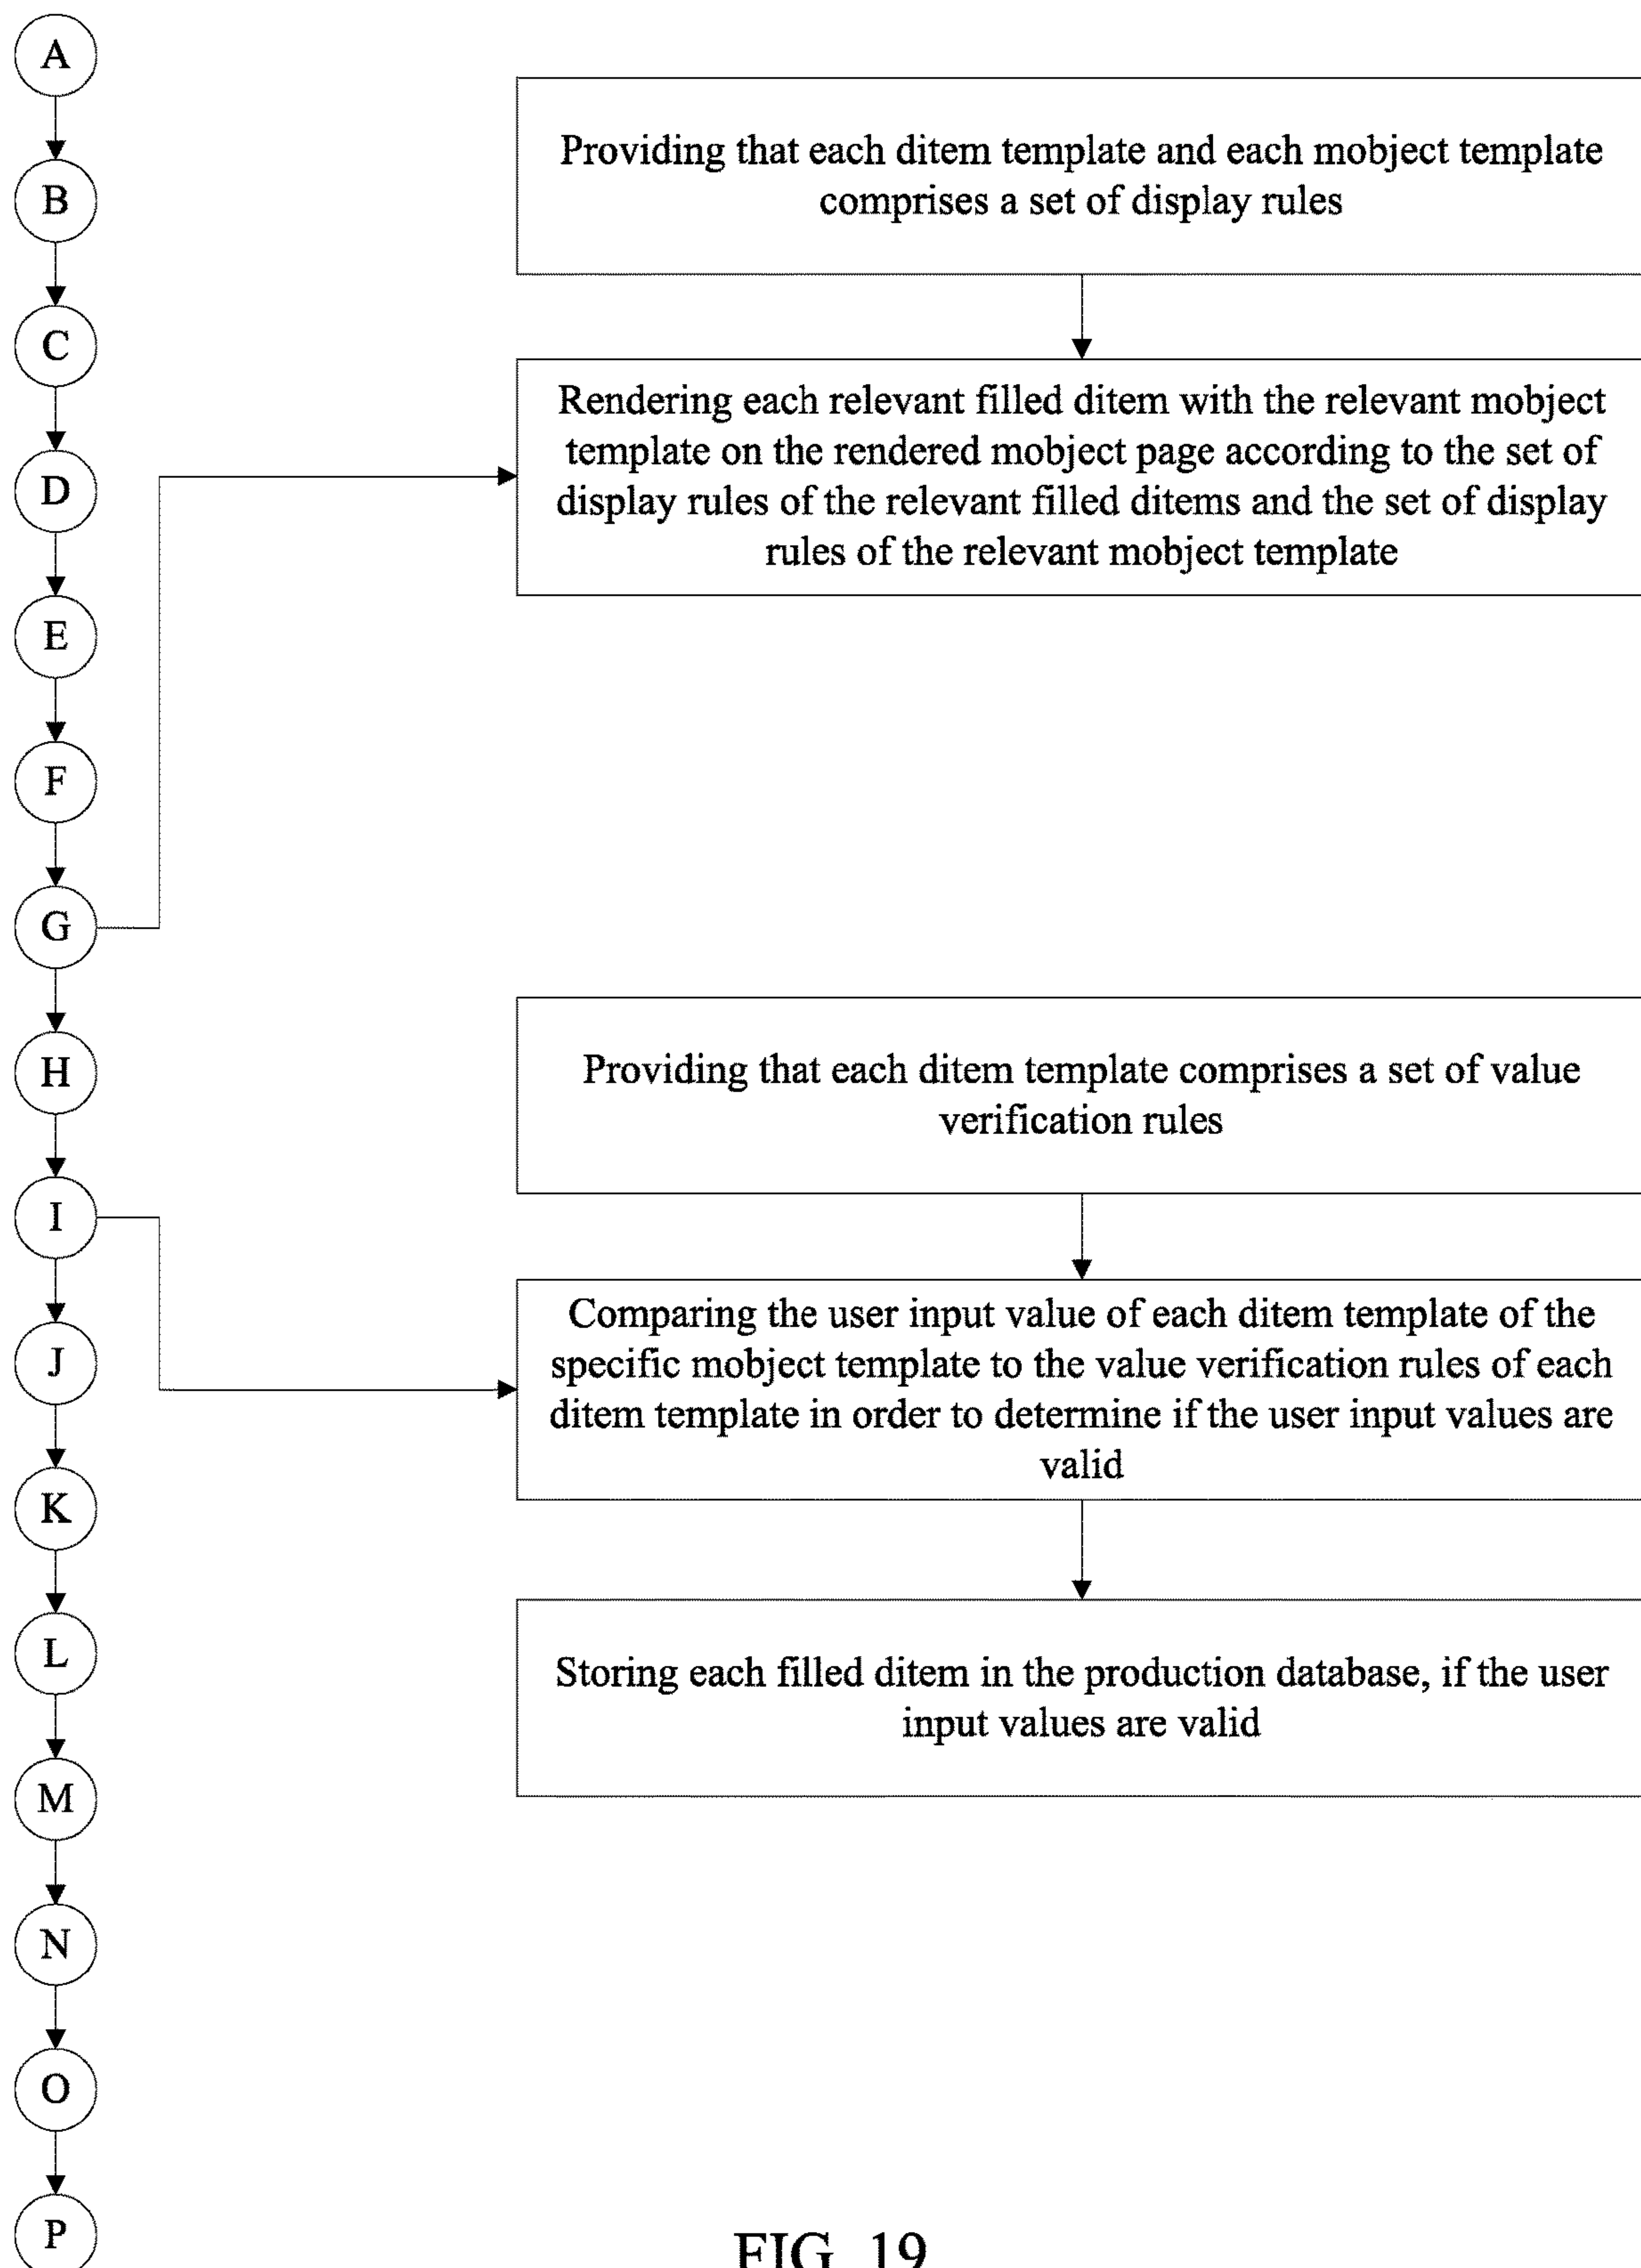 A
B
C
D
E
F
G
H
I
J
K
L
M
N
O
P
Providing that each ditem template and each mobject template
comprises a set of display rules
Rendering each relevant filled ditem with the relevant mobject
template on the rendered mobject page according to the set of
display rules of the relevant filled ditems and the set of display
rules of the relevant mobject template
Providing that each ditem template comprises a set of value
verification rules
Comparing the user input value of each ditem template of the
specific mobject template to the value verification rules of each
ditem template in order to determine if the user input values are
valid
Storing each filled ditem in the production database, if the user
input values are valid
FIG. 19